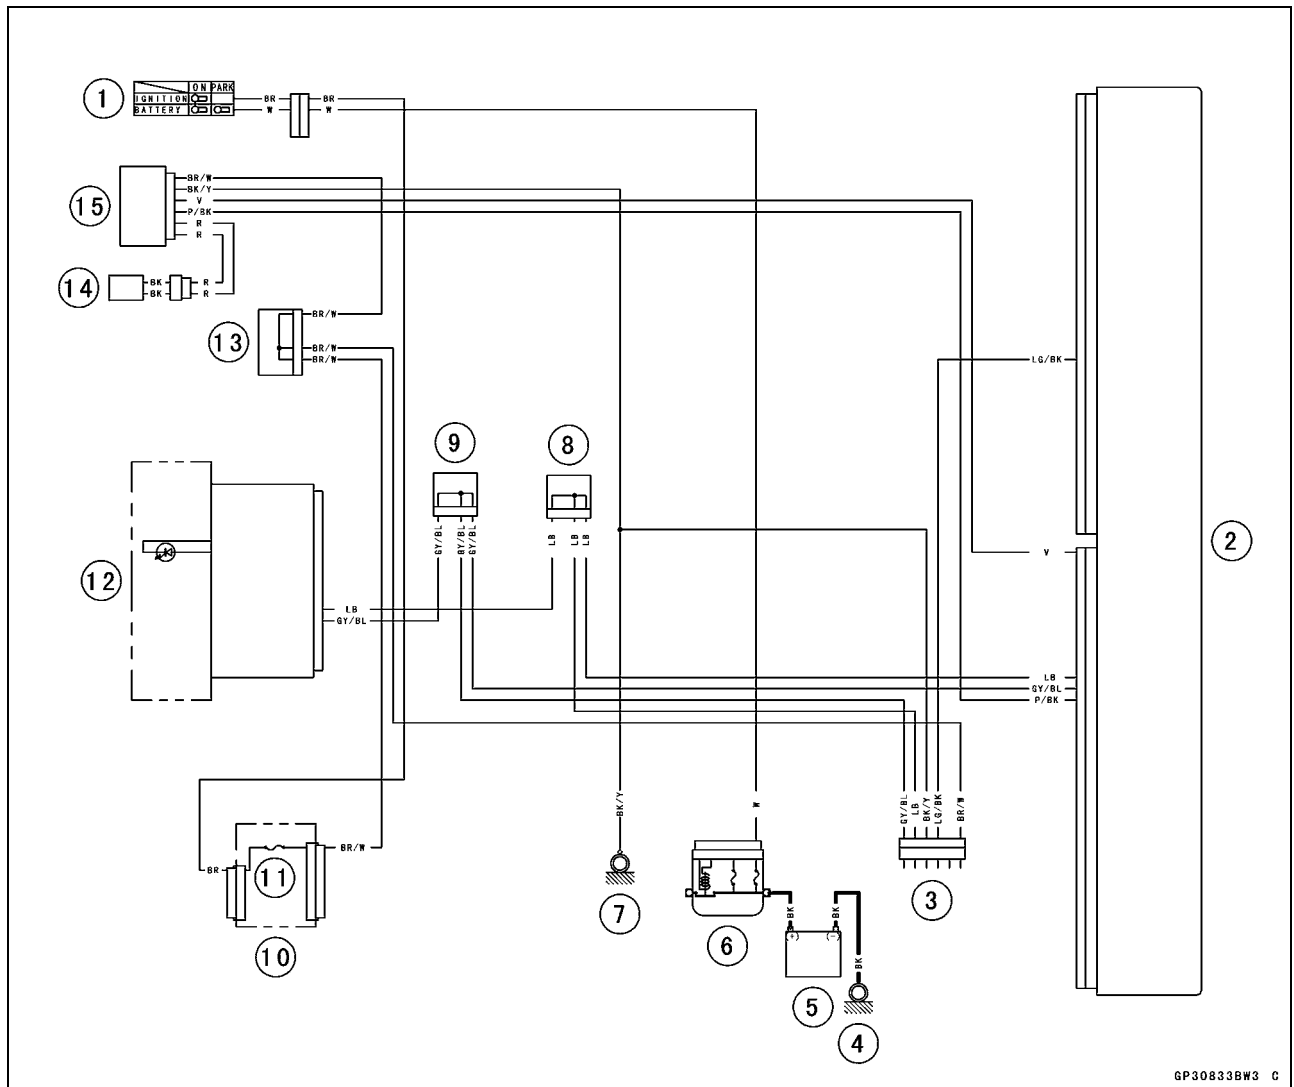 ON PARK
1
IGNITION BR BR
BATTERY W W
15
BR/W
BK/Y
V
P/BK
R
R
14
BK R
BK R
13
BR/W
BR/W
BR/W
LG/BK
9
8
GY/BL
GY/BL
GY/BL
LB
LB
LB
2
V
12
LB
GY/BL
LB
GY/BL
P/BK
BK/Y
W
GY/BL
LB
BK/Y
LG/BK
BR/W
BR
BR/W
11
7
3
6
10
BK
BK
(+)
(−)
BK
5
4
GP30833BW3 C